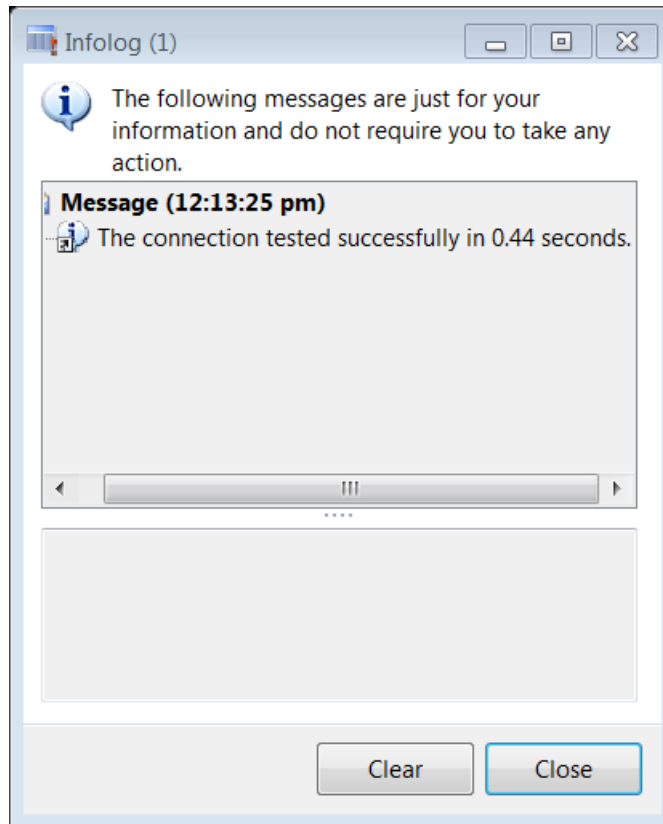 Infolog (1)
The following messages are just for your
information and do not require you to take any
action.
Message (12:13:25 pm)
The connection tested successfully in 0.44 seconds.
Clear
Close